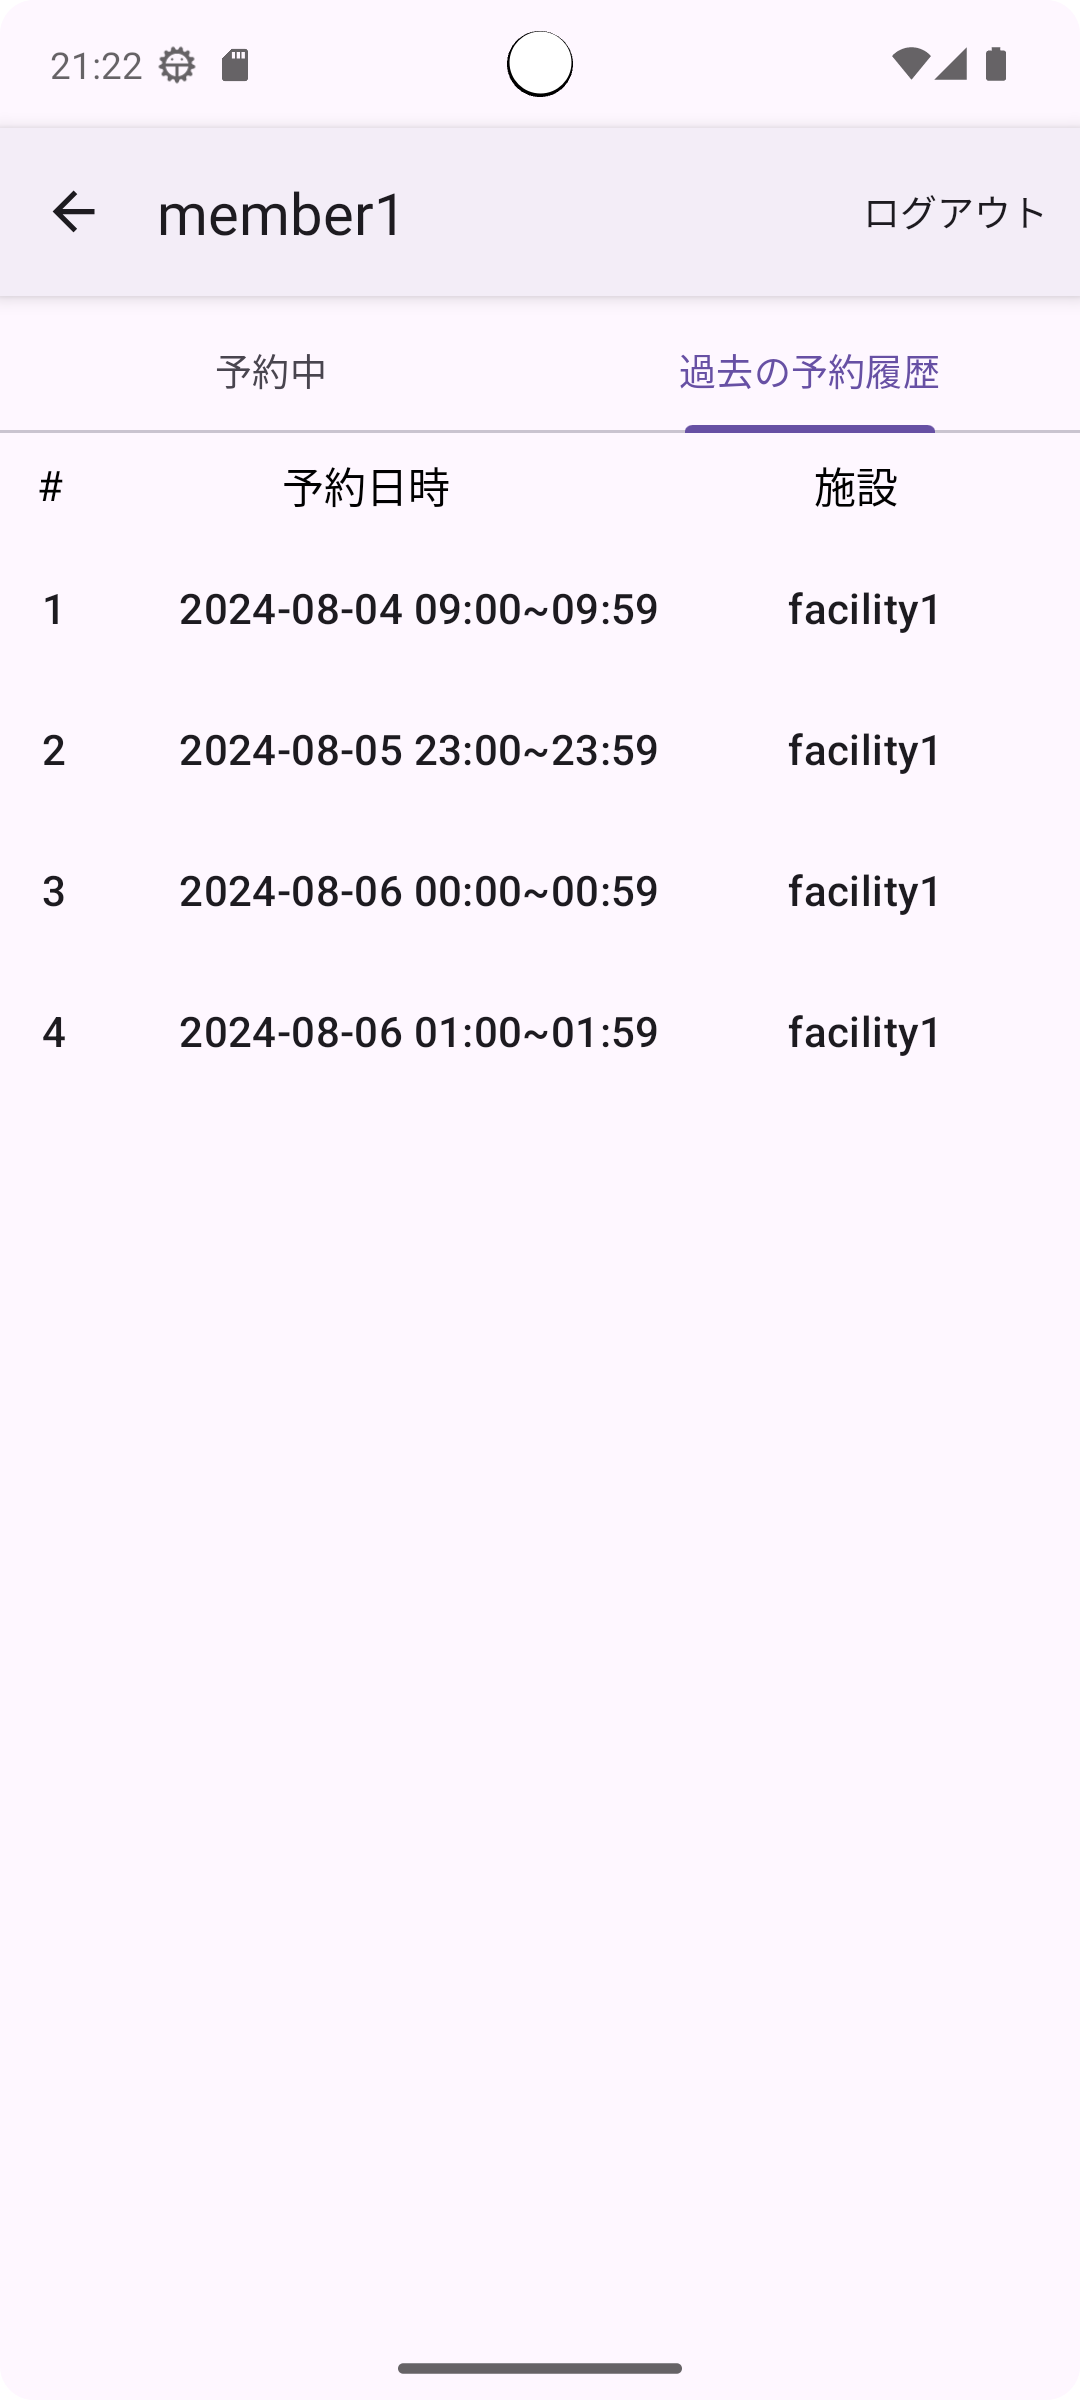 21:22
member1 ログアウト
予約中 過去の予約履歴
# 予約日時 施設
1 2024-08-04 09:00~09:59 facility1
2 2024-08-05 23:00~23:59 facility1
3 2024-08-06 00:00~00:59 facility1
4 2024-08-06 01:00~01:59 facility1